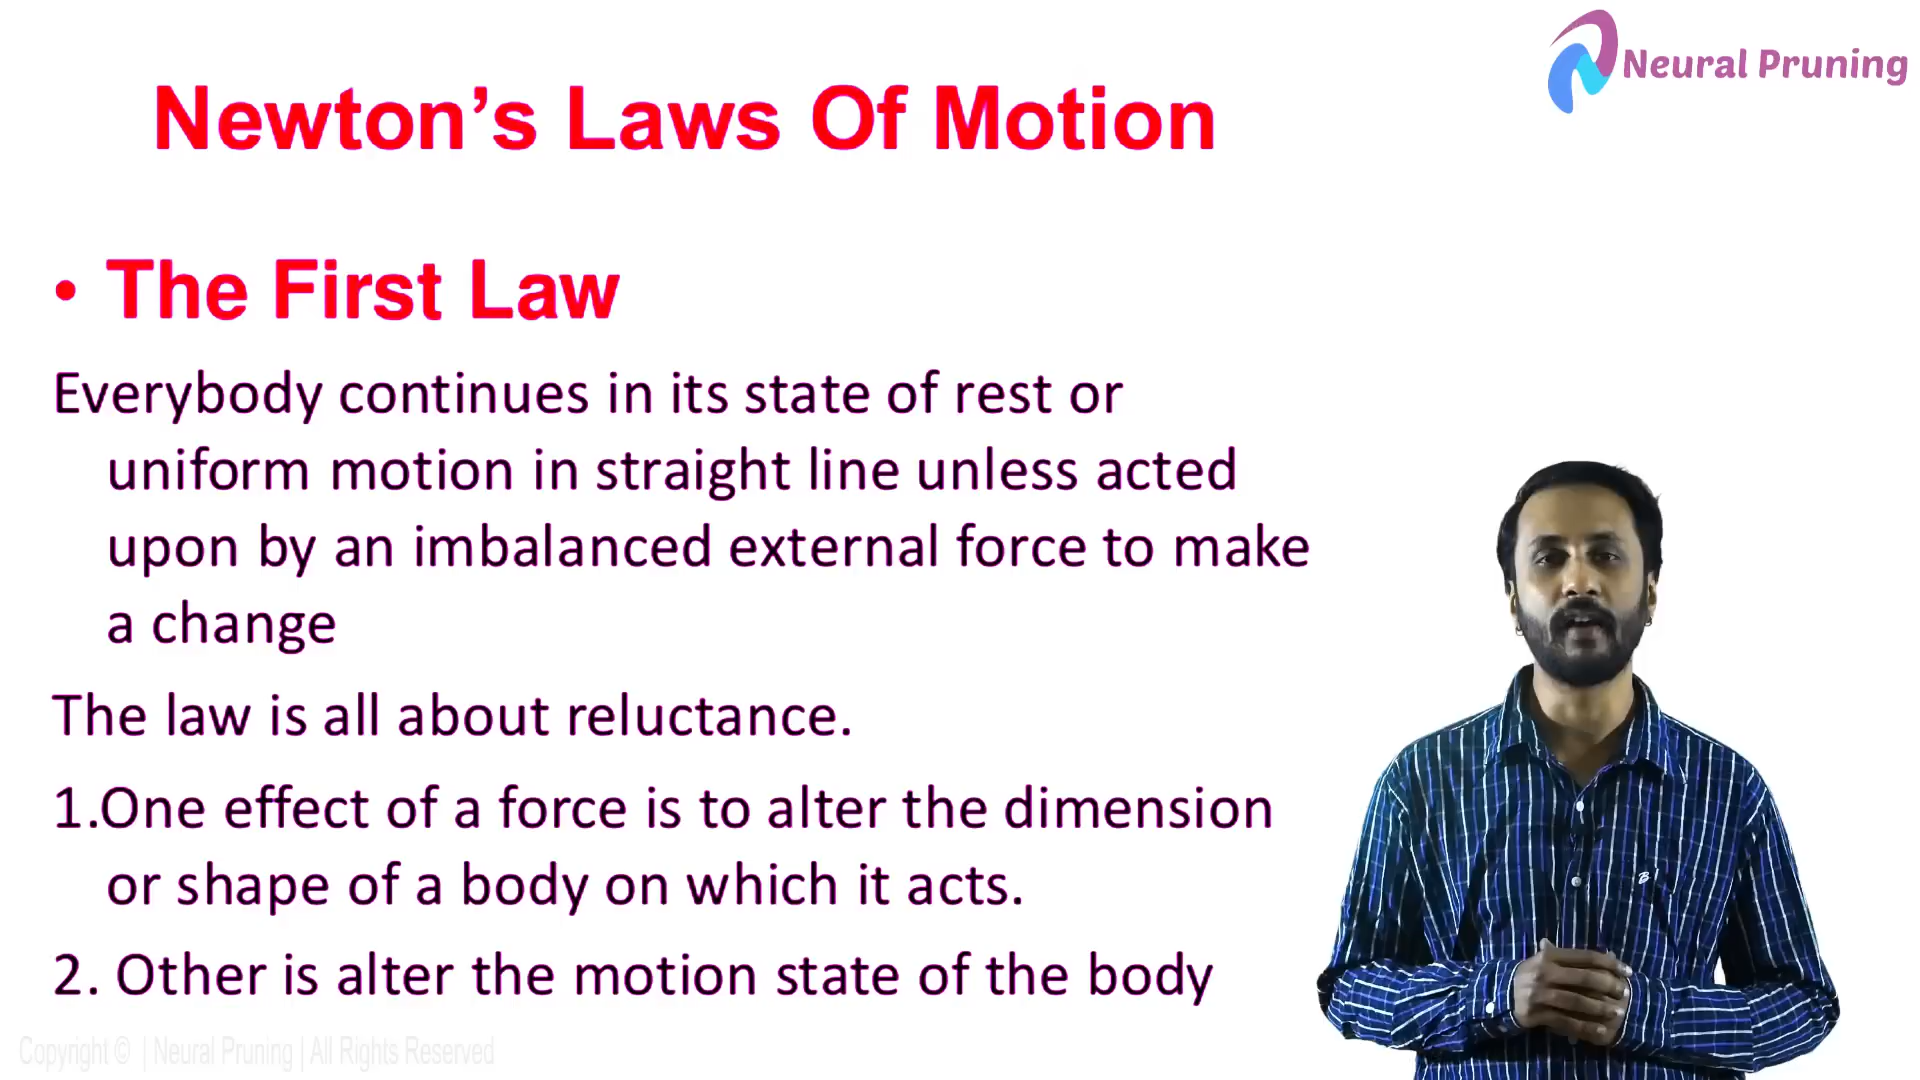 Neural Pruning
Newton’s Laws Of Motion
• The First Law
Everybody continues in its state of rest or
uniform motion in straight line unless acted
upon by an imbalanced external force to make
a change
The law is all about reluctance.
1.One effect of a force is to alter the dimension
or shape of a body on which it acts.
2. Other is alter the motion state of the body
Copyright © | Neural Pruning | All Rights Reserved